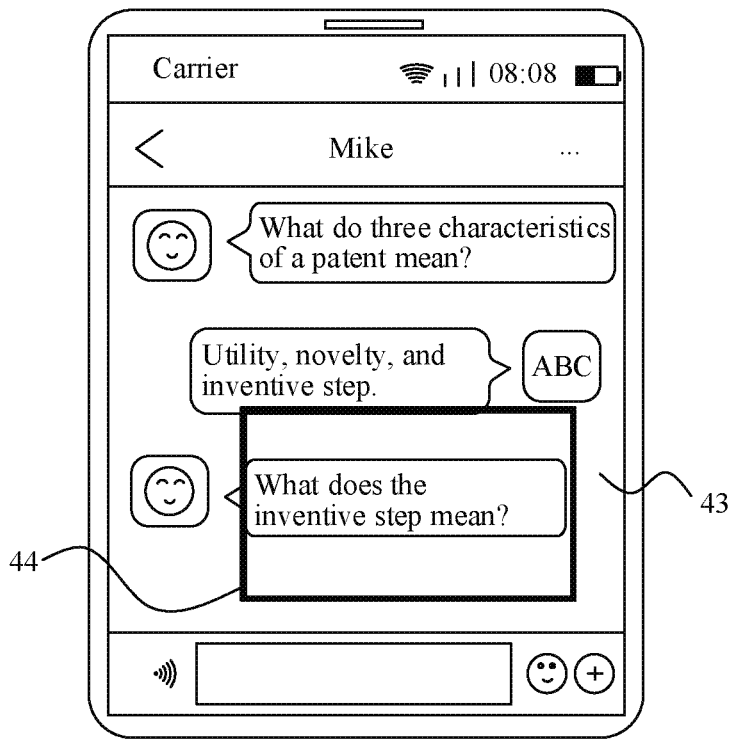 Carrier 08:08
Mike ...
What do three characteristics
of a patent mean?
Utility, novelty, and
inventive step.
ABC
What does the
inventive step mean?
43
44